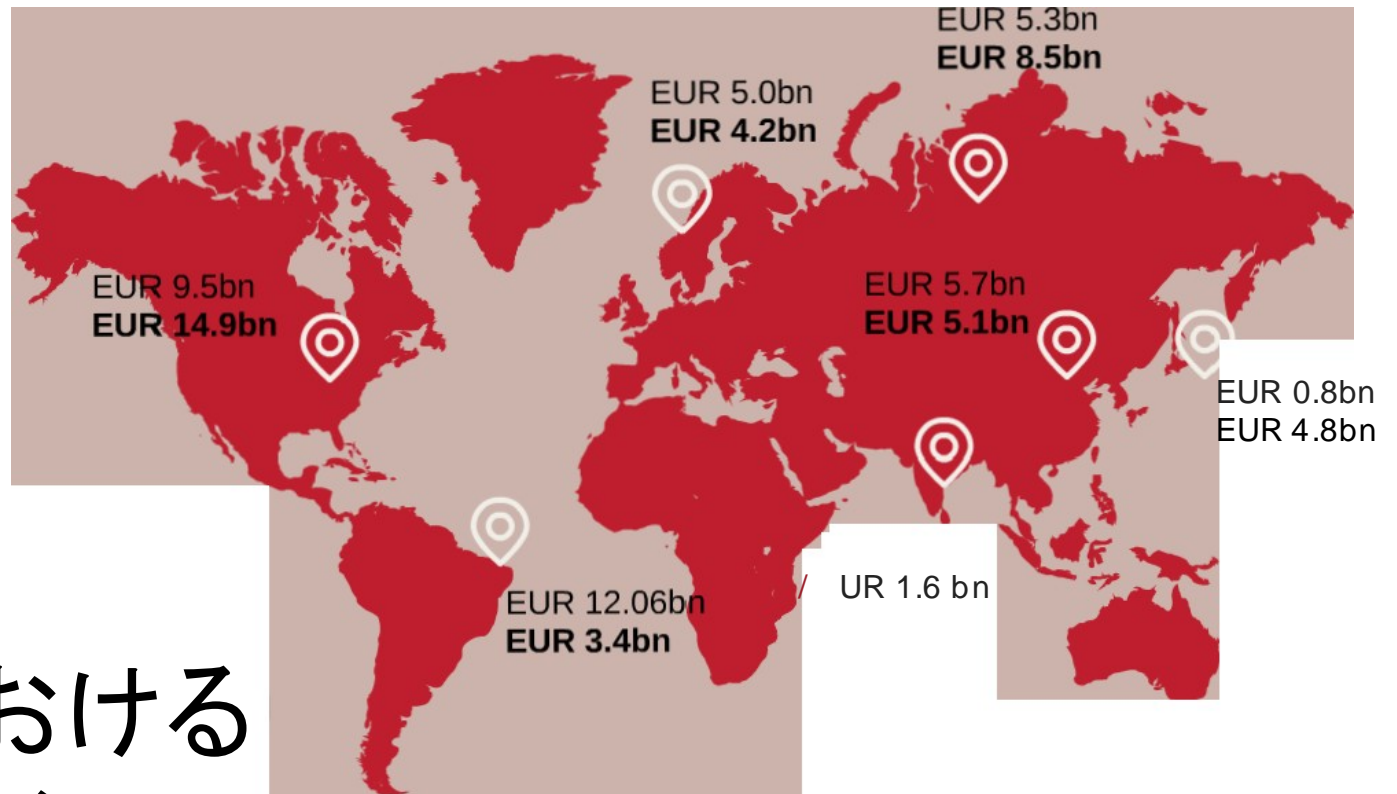 EUR 5.3bn
EUR 8.5bn
EUR 5.0bn
EUR 4.2bn
EUR 9.5bn
EUR 14.9bn
EUR 5.7bn
EUR 5.1bn
EUR 0.8bn
EUR 4.8bn
/ UR 1.6 bn
EUR 12.06bn
EUR 3.4bn
おける